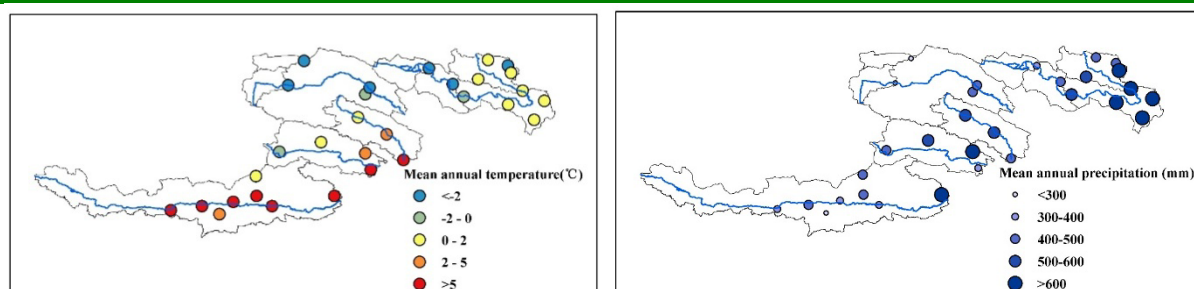 Mean annual temperature(℃)
<-2
-2 - 0
0 - 2
2 - 5
>5
Mean annual precipitation (mm)
<300
300-400
400-500
500-600
>600